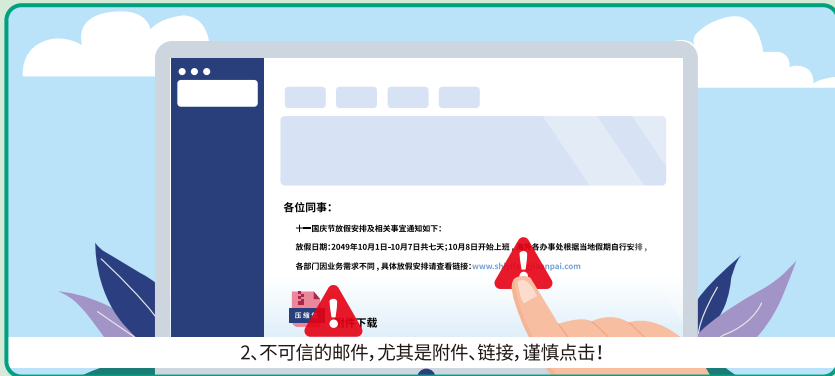 各位同事：
十一国庆节放假安排及相关事宜通知如下：
放假日期：2049年10月1日-10月7日共七天；10月8日开始上班，各办事处根据当地假期自行安排，
各部门因业务需求不同，具体放假安排请查看链接：www.sh npai.com
压缩
件下载
2、不可信的邮件，尤其是附件、链接，谨慎点击！